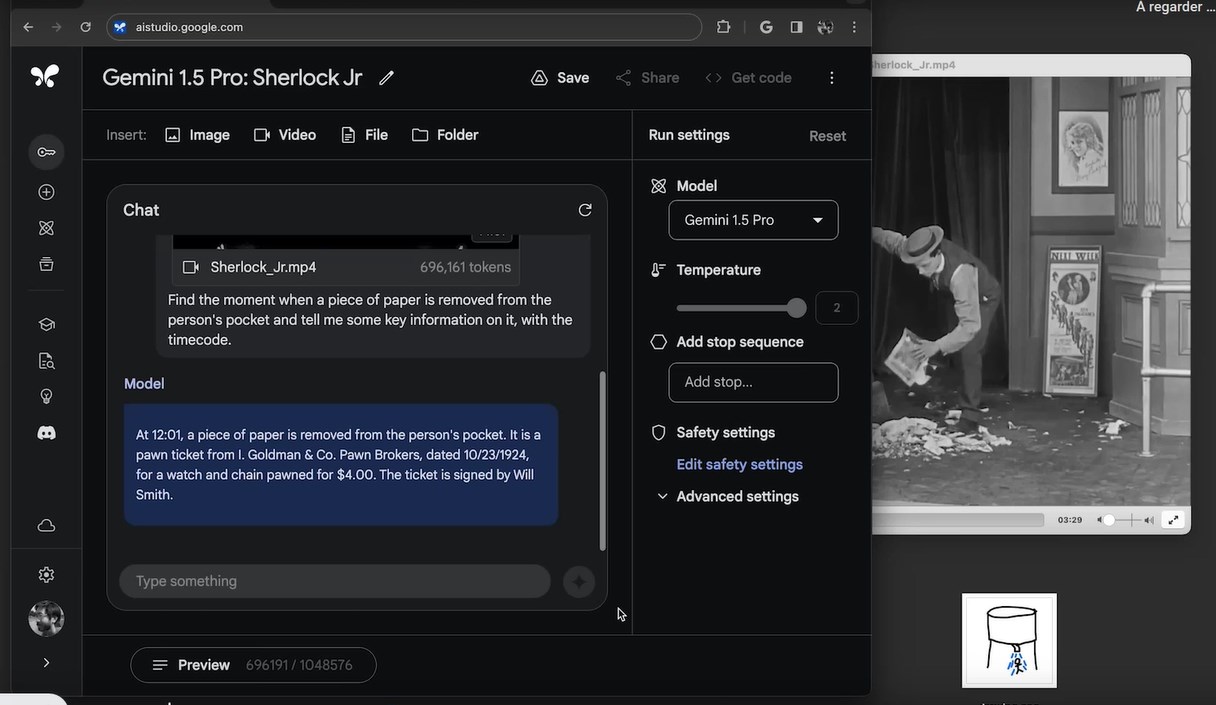 A regarder ...
aistudio.google.com
Gemini 1.5 Pro: Sherlock Jr
Save
Share
Get code
Insert:
Image
Video
File
Folder
Run settings
Reset
Chat
Sherlock_Jr.mp4
696,161 tokens
Find the moment when a piece of paper is removed from the
person's pocket and tell me some key information on it, with the
timecode.
Model
At 12:01, a piece of paper is removed from the person's pocket. It is a
pawn ticket from I. Goldman & Co. Pawn Brokers, dated 10/23/1924,
for a watch and chain pawned for $4.00. The ticket is signed by Will
Smith.
Type something
Preview
696191 / 1048576
Model
Gemini 1.5 Pro
Temperature
2
Add stop sequence
Add stop...
Safety settings
Edit safety settings
Advanced settings
Sherlock_Jr.mp4
03:29